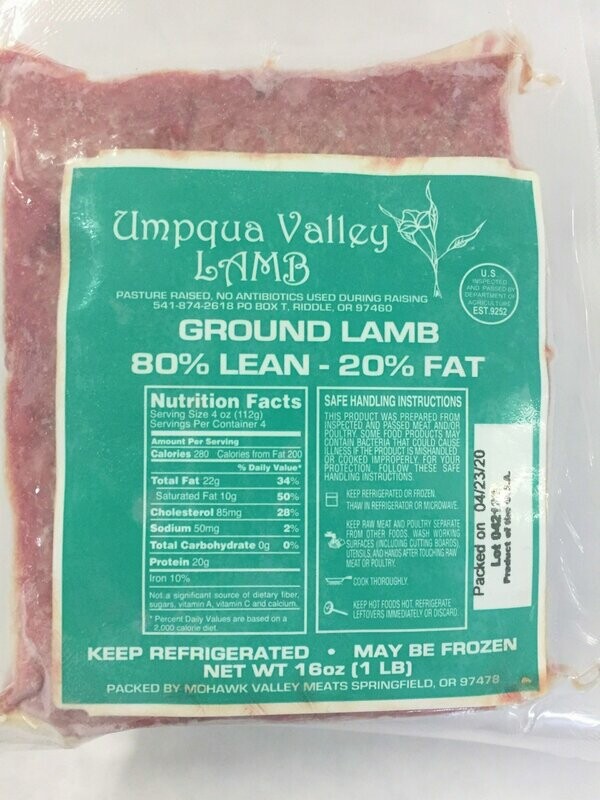 Umpqua Valley
LAMB
PASTURE RAISED, NO ANTIBIOTICS USED DURING RAISING
541-874-2618 PO BOX T, RIDDLE, OR 97460
U.S.
INSPECTED
AND PASSED BY
DEPARTMENT OF
AGRICULTURE
EST.9252
GROUND LAMB
80% LEAN - 20% FAT
Nutrition Facts
Serving Size 4 oz (112g)
Servings Per Container 4
Amount Per Serving
Calories 280 Calories from Fat 200
% Daily Value*
Total Fat 22g 34%
Saturated Fat 10g 50%
Cholesterol 85mg 28%
Sodium 50mg 2%
Total Carbohydrate 0g 0%
Protein 20g
Iron 10%
Not a significant source of dietary fiber,
sugars, vitamin A, vitamin C and calcium.
* Percent Daily Values are based on a
2,000 calorie diet.
SAFE HANDLING INSTRUCTIONS
THIS PRODUCT WAS PREPARED FROM
INSPECTED AND PASSED MEAT AND/OR
POULTRY. SOME FOOD PRODUCTS MAY
CONTAIN BACTERIA THAT COULD CAUSE
ILLNESS IF THE PRODUCT IS MISHANDLED
OR COOKED IMPROPERLY. FOR YOUR
PROTECTION, FOLLOW THESE SAFE
HANDLING INSTRUCTIONS.
KEEP REFRIGERATED OR FROZEN.
THAW IN REFRIGERATOR OR MICROWAVE.
KEEP RAW MEAT AND POULTRY SEPARATE
FROM OTHER FOODS. WASH WORKING
SURFACES (INCLUDING CUTTING BOARDS),
UTENSILS, AND HANDS AFTER TOUCHING RAW
MEAT OR POULTRY.
COOK THOROUGHLY.
KEEP HOT FOODS HOT. REFRIGERATE
LEFTOVERS IMMEDIATELY OR DISCARD.
Packed on 04/23/20
Lot
Product of the U.S.A.
KEEP REFRIGERATED • MAY BE FROZEN
NET WT 16oz (1 LB)
PACKED BY MOHAWK VALLEY MEATS SPRINGFIELD, OR 97478